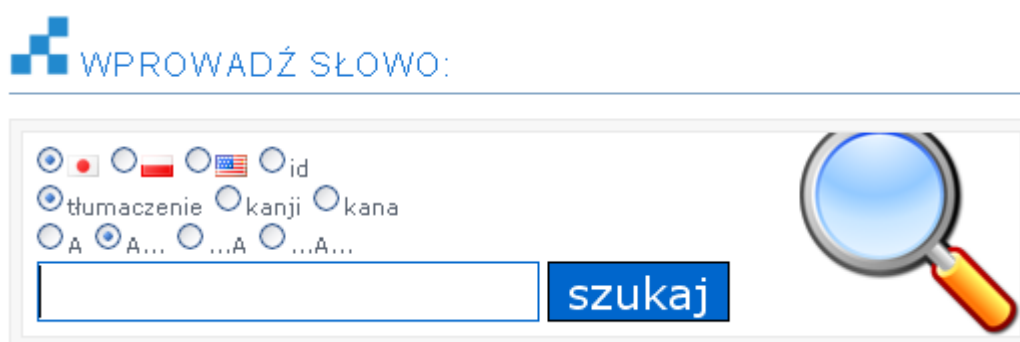 WPROWADŹ SŁOWO:
id
tłumaczenie kanji kana
A A... ...A ...A...
szukaj